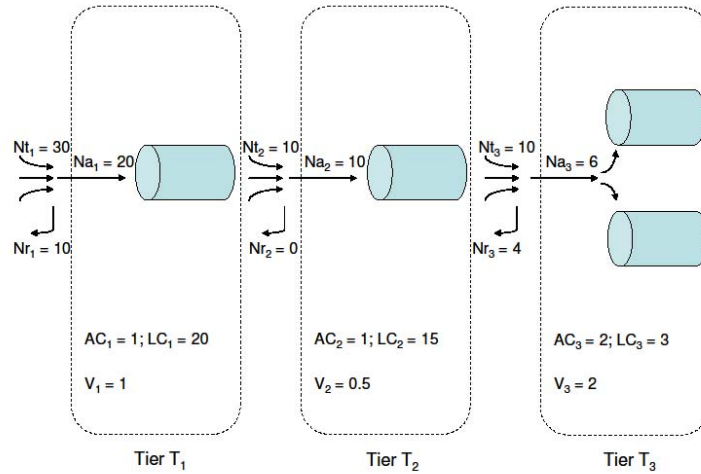 Nt₁ = 30
Na₁ = 20
Nr₁ = 10
AC₁ = 1; LC₁ = 20
V₁ = 1
Tier T₁
Nt₂ = 10
Na₂ = 10
Nr₂ = 0
AC₂ = 1; LC₂ = 15
V₂ = 0.5
Tier T₂
Nt₃ = 10
Na₃ = 6
Nr₃ = 4
AC₃ = 2; LC₃ = 3
V₃ = 2
Tier T₃